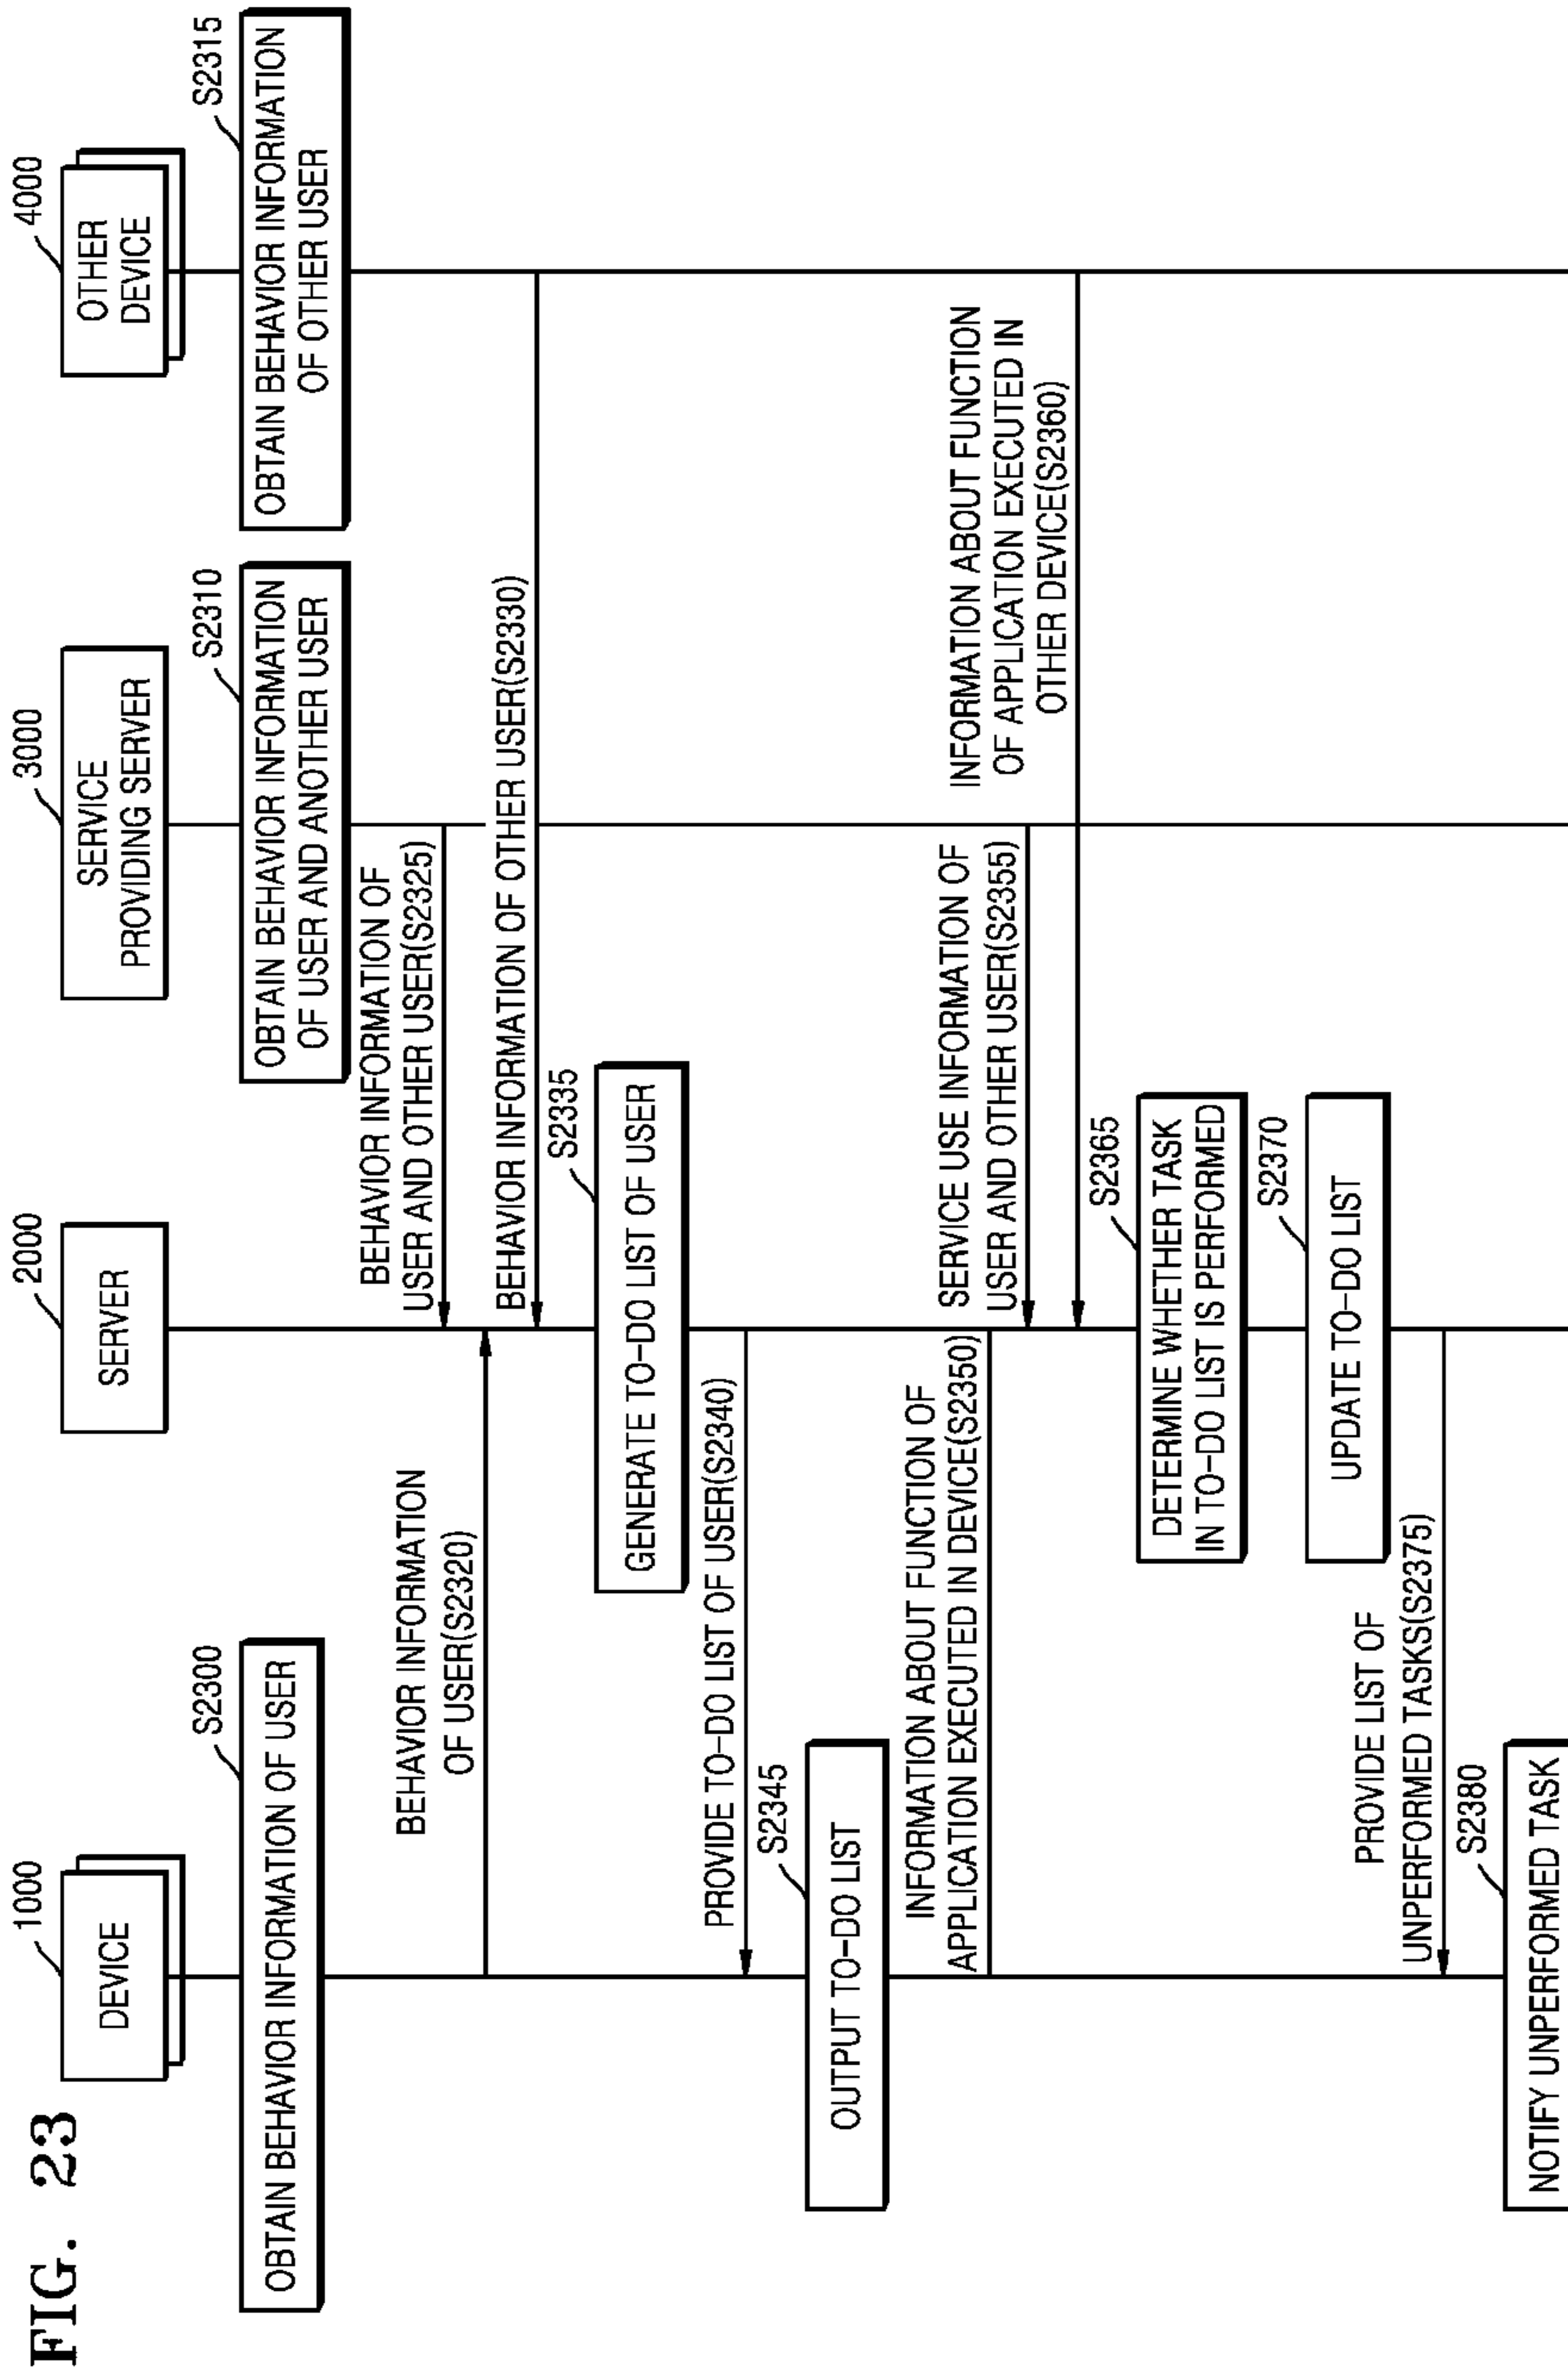 FIG. 23
1000
DEVICE
2000
SERVER
3000
SERVICE
PROVIDING SERVER
4000
OTHER
DEVICE
S2300
OBTAIN BEHAVIOR INFORMATION OF USER
S2310
OBTAIN BEHAVIOR INFORMATION
OF USER AND ANOTHER USER
S2315
OBTAIN BEHAVIOR INFORMATION
OF OTHER USER
BEHAVIOR INFORMATION
OF USER(S2320)
BEHAVIOR INFORMATION OF
USER AND OTHER USER(S2325)
BEHAVIOR INFORMATION OF OTHER USER(S2330)
S2335
GENERATE TO-DO LIST OF USER
PROVIDE TO-DO LIST OF USER(S2340)
S2345
OUTPUT TO-DO LIST
INFORMATION ABOUT FUNCTION OF
APPLICATION EXECUTED IN DEVICE(S2350)
SERVICE USE INFORMATION OF
USER AND OTHER USER(S2355)
INFORMATION ABOUT FUNCTION
OF APPLICATION EXECUTED IN
OTHER DEVICE(S2360)
S2365
DETERMINE WHETHER TASK
IN TO-DO LIST IS PERFORMED
S2370
UPDATE TO-DO LIST
PROVIDE LIST OF
UNPERFORMED TASKS(S2375)
S2380
NOTIFY UNPERFORMED TASK